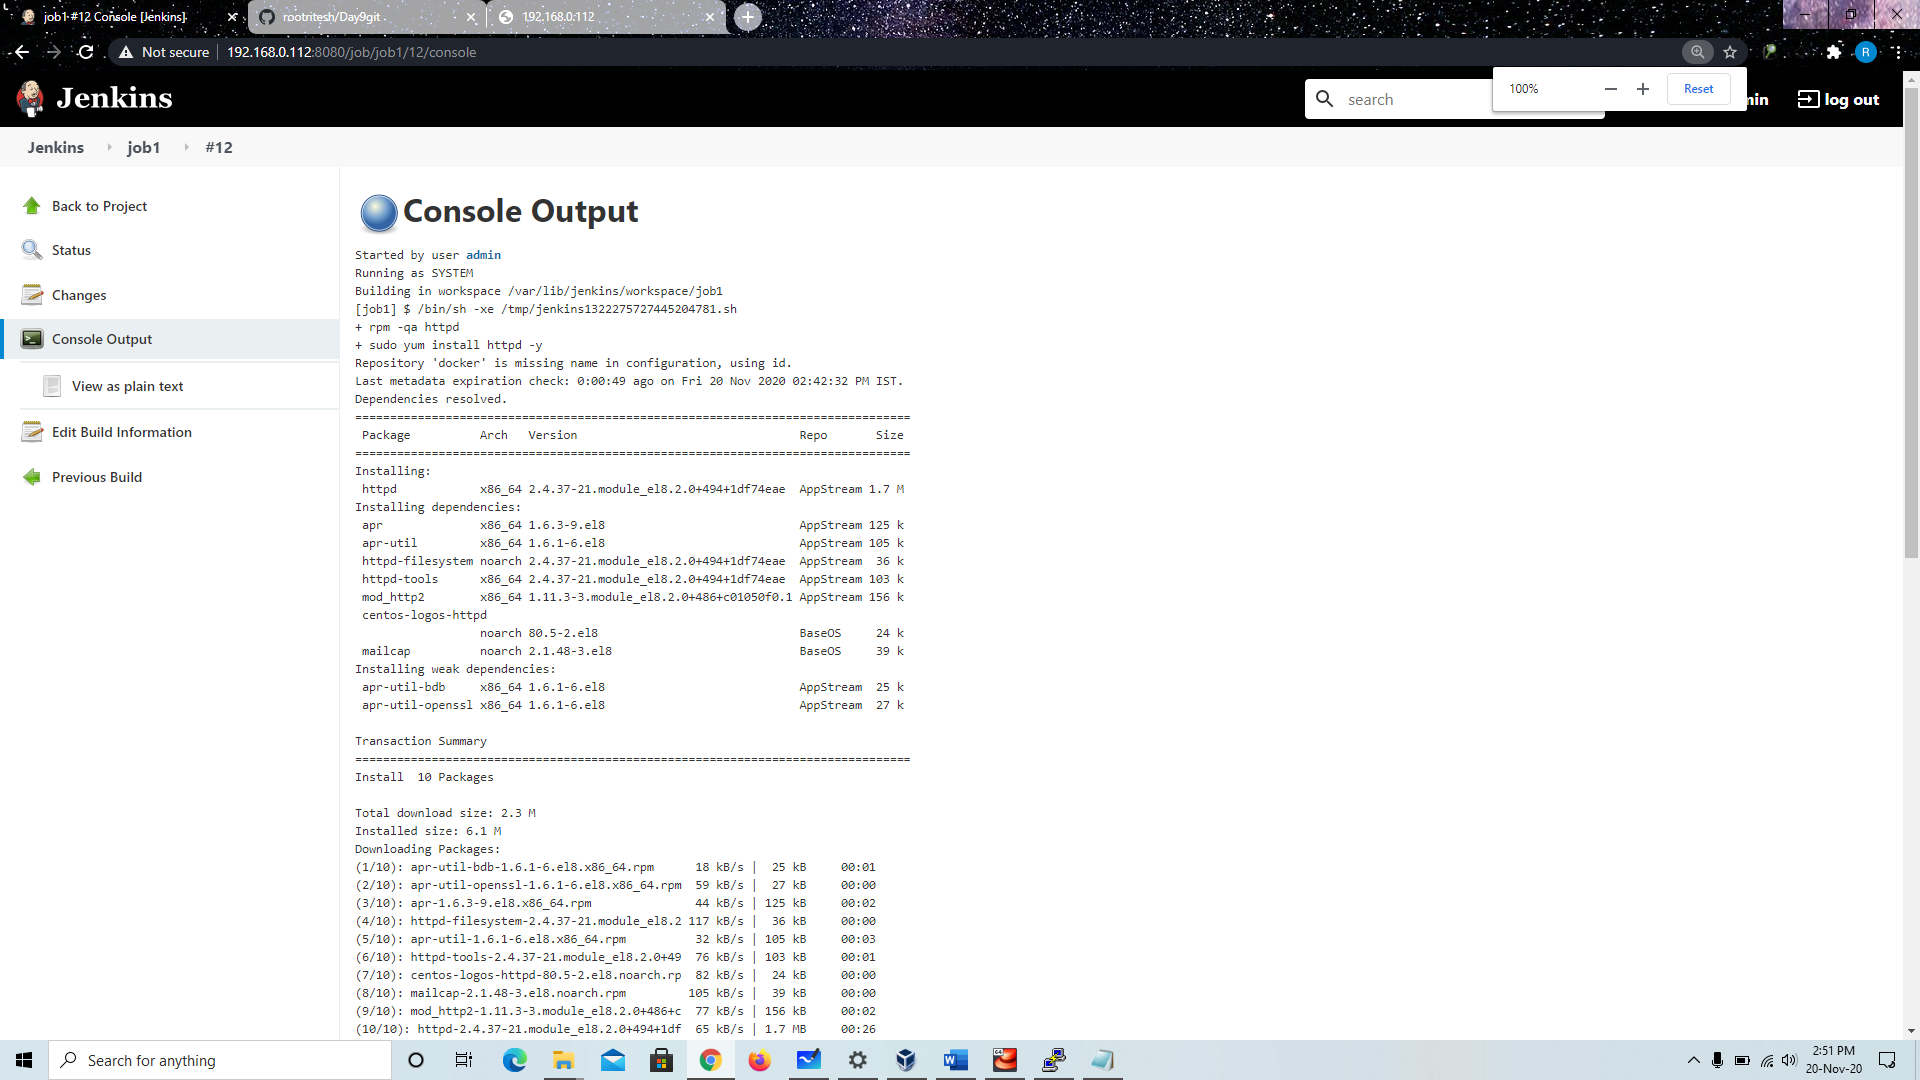 job1 #12 Console [Jenkins]
rootritesh/Day9git
192.168.0.112
Not secure
192.168.0.112:8080/job/job1/12/console
R
Jenkins
search
100%
Reset
min
log out
Jenkins
job1
#12
Back to Project
Status
Changes
Console Output
View as plain text
Edit Build Information
Previous Build
Console Output
Started by user admin
Running as SYSTEM
Building in workspace /var/lib/jenkins/workspace/job1
[job1] $ /bin/sh -xe /tmp/jenkins1322275727445204781.sh
+ rpm -qa httpd
+ sudo yum install httpd -y
Repository 'docker' is missing name in configuration, using id.
Last metadata expiration check: 0:00:49 ago on Fri 20 Nov 2020 02:42:32 PM IST.
Dependencies resolved.
================================================================================
Package Arch Version Repo Size
================================================================================
Installing:
httpd x86_64 2.4.37-21.module_el8.2.0+494+1df74eae AppStream 1.7 M
Installing dependencies:
apr x86_64 1.6.3-9.el8 AppStream 125 k
apr-util x86_64 1.6.1-6.el8 AppStream 105 k
httpd-filesystem noarch 2.4.37-21.module_el8.2.0+494+1df74eae AppStream 36 k
httpd-tools x86_64 2.4.37-21.module_el8.2.0+494+1df74eae AppStream 103 k
mod_http2 x86_64 1.11.3-3.module_el8.2.0+486+c01050f0.1 AppStream 156 k
centos-logos-httpd
noarch 80.5-2.el8 BaseOS 24 k
mailcap noarch 2.1.48-3.el8 BaseOS 39 k
Installing weak dependencies:
apr-util-bdb x86_64 1.6.1-6.el8 AppStream 25 k
apr-util-openssl x86_64 1.6.1-6.el8 AppStream 27 k
Transaction Summary
================================================================================
Install 10 Packages
Total download size: 2.3 M
Installed size: 6.1 M
Downloading Packages:
(1/10): apr-util-bdb-1.6.1-6.el8.x86_64.rpm 18 kB/s | 25 kB 00:01
(2/10): apr-util-openssl-1.6.1-6.el8.x86_64.rpm 59 kB/s | 27 kB 00:00
(3/10): apr-1.6.3-9.el8.x86_64.rpm 44 kB/s | 125 kB 00:02
(4/10): httpd-filesystem-2.4.37-21.module_el8.2 117 kB/s | 36 kB 00:00
(5/10): apr-util-1.6.1-6.el8.x86_64.rpm 32 kB/s | 105 kB 00:03
(6/10): httpd-tools-2.4.37-21.module_el8.2.0+49 76 kB/s | 103 kB 00:01
(7/10): centos-logos-httpd-80.5-2.el8.noarch.rp 82 kB/s | 24 kB 00:00
(8/10): mailcap-2.1.48-3.el8.noarch.rpm 105 kB/s | 39 kB 00:00
(9/10): mod_http2-1.11.3-3.module_el8.2.0+486+c 77 kB/s | 156 kB 00:02
(10/10): httpd-2.4.37-21.module_el8.2.0+494+1df 65 kB/s | 1.7 MB 00:26
Search for anything
2:51 PM
20-Nov-20